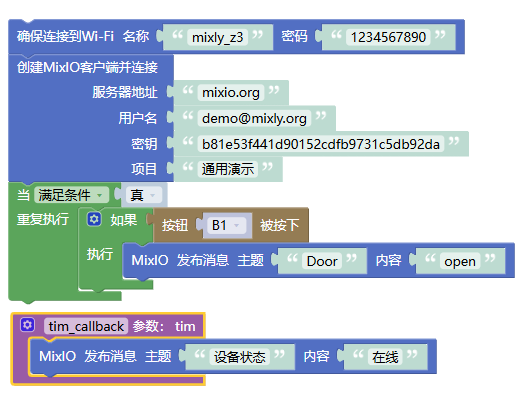 确保连接到Wi-Fi 名称 “ mixly_z3 ” 密码 “ 1234567890 ”
创建MixIO客户端并连接
服务器地址 “ mixio.org ”
用户名 “ demo@mixly.org ”
密钥 “ b81e53f441d90152cdfb9731c5db92da ”
项目 “ 通用演示 ”
当 满足条件 真
重复执行 如果 按钮 B1 被按下
执行 MixIO 发布消息 主题 “ Door ” 内容 “ open ”
tim_callback 参数: tim
MixIO 发布消息 主题 “ 设备状态 ” 内容 “ 在线 ”